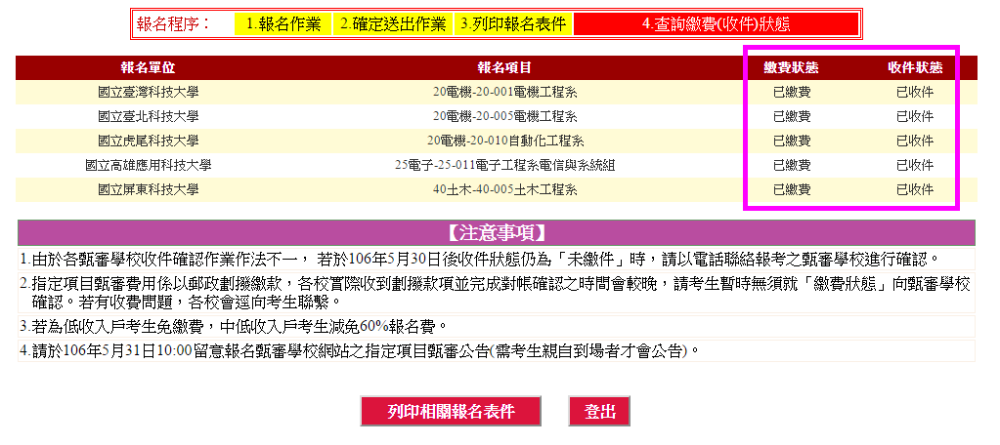 報名程序： 1.報名作業 2.確定送出作業 3.列印報名表件 4.查詢繳費(收件)狀態
報名單位 報名項目 繳費狀態 收件狀態
國立臺灣科技大學 20電機-20-001電機工程系 已繳費 已收件
國立臺北科技大學 20電機-20-005電機工程系 已繳費 已收件
國立虎尾科技大學 20電機-20-010自動化工程系 已繳費 已收件
國立高雄應用科技大學 25電子-25-011電子工程系電信與系統組 已繳費 已收件
國立屏東科技大學 40土木-40-005土木工程系 已繳費 已收件
【注意事項】
1.由於各甄審學校收件確認作業作法不一， 若於106年5月30日後收件狀態仍為「未繳件」時，請以電話聯絡報考之甄審學校進行確認。
2.指定項目甄審費用係以郵政劃撥繳款，各校實際收到劃撥款項並完成對帳確認之時間會較晚，請考生暫時無須就「繳費狀態」向甄審學校
確認。若有收費問題，各校會逕向考生聯繫。
3.若為低收入戶考生免繳費，中低收入戶考生減免60%報名費。
4.請於106年5月31日10:00留意報名甄審學校網站之指定項目甄審公告(需考生親自到場者才會公告)。
列印相關報名表件 登出